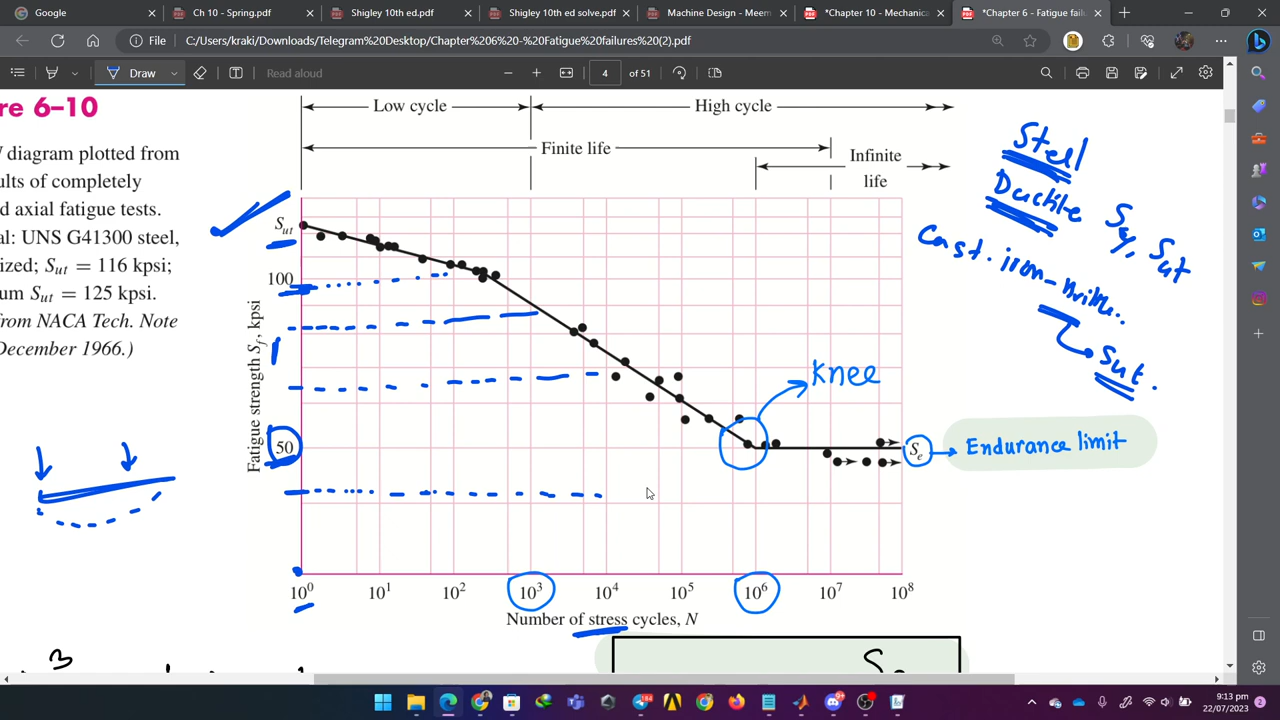 Google
Ch 10 - Spring.pdf
Shigley 10th ed.pdf
Shigley 10th ed solve.pdf
Machine Design - Meem
*Chapter 10 - Mechanica
*Chapter 6 - Fatigue failu
File
C:/Users/kraki/Downloads/Telegram%20Desktop/Chapter%206%20-%20Fatigue%20failures%20(2).pdf
Draw
Read aloud
4 of 51
re 6–10
diagram plotted from
ults of completely
d axial fatigue tests.
al: UNS G41300 steel,
ized; Sut = 116 kpsi;
um Sut = 125 kpsi.
from NACA Tech. Note
December 1966.)
Low cycle
High cycle
Finite life
Infinite
life
Sut
100
50
Fatigue strength Sf, kpsi
Knee
Se
Endurance limit
10⁰ 10¹ 10² 10³ 10⁴ 10⁵ 10⁶ 10⁷ 10⁸
Number of stress cycles, N
Steel
Ductile Sy, Sut
Cast iron
Sut.
3
9:13 pm
22/07/2023